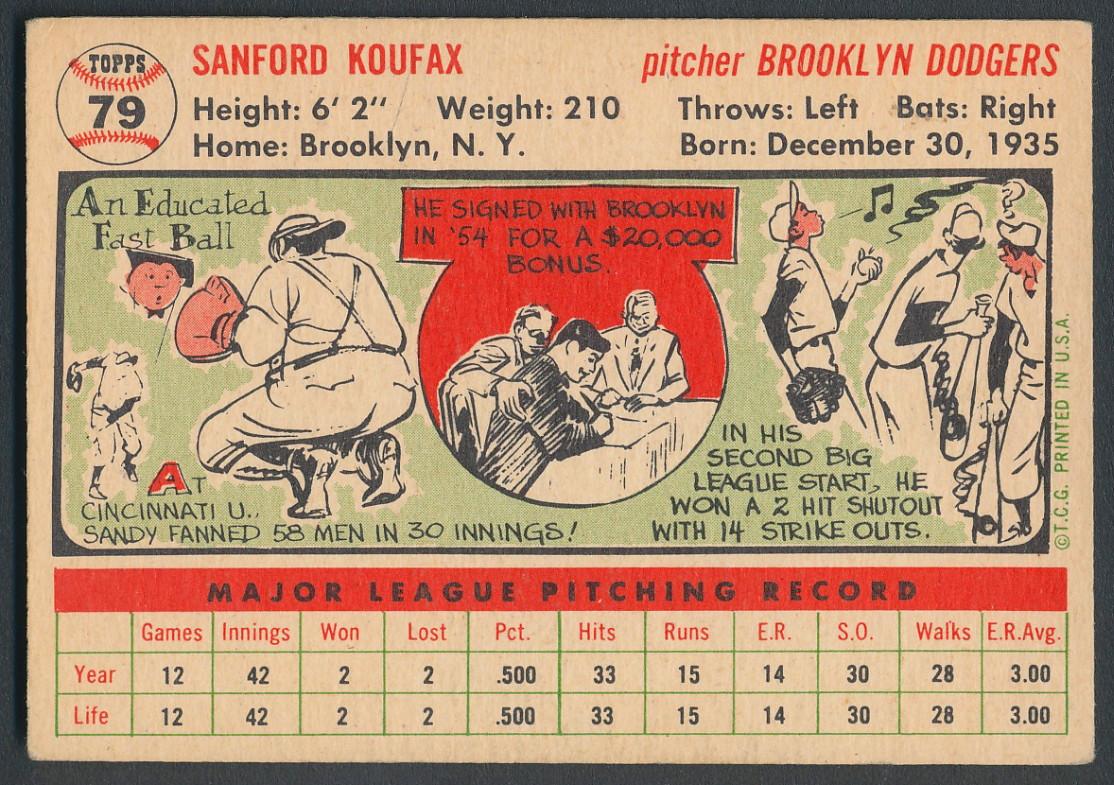 TOPPS
79
SANFORD KOUFAX
pitcher BROOKLYN DODGERS
Height: 6' 2" Weight: 210 Throws: Left Bats: Right
Home: Brooklyn, N. Y. Born: December 30, 1935
An Educated
Fast Ball
HE SIGNED WITH BROOKLYN
IN '54 FOR A $20,000
BONUS.
AT
CINCINNATI U.,
SANDY FANNED 58 MEN IN 30 INNINGS!
IN HIS
SECOND BIG
LEAGUE START, HE
WON A 2 HIT SHUTOUT
WITH 14 STRIKE OUTS.
©T.C.G. PRINTED IN U.S.A.
MAJOR LEAGUE PITCHING RECORD
Games Innings Won Lost Pct. Hits Runs E.R. S.O. Walks E.R.Avg.
Year 12 42 2 2 .500 33 15 14 30 28 3.00
Life 12 42 2 2 .500 33 15 14 30 28 3.00